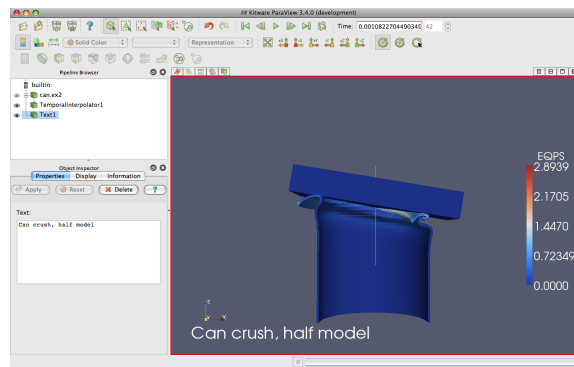 Kitware ParaView 3.4.0 (development)
Time: 0.0010822704490349 42
Solid Color
Representation
Pipeline Browser
builtin:
can.ex2
TemporalInterpolator1
Text1
Object Inspector
Properties Display Information
Apply Reset Delete ?
Text:
Can crush, half model
EQPS
2.8939
2.1705
1.4470
0.72349
0.0000
Can crush, half model